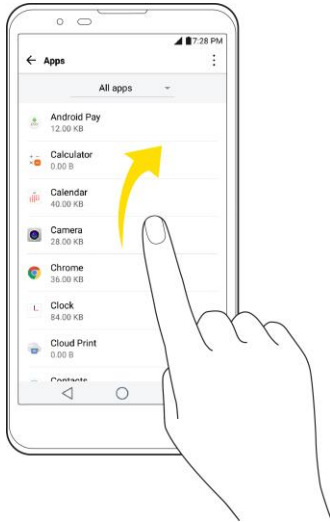 7:28 PM
Apps
All apps
Android Pay
12.00 KB
Calculator
0.00 B
Calendar
40.00 KB
Camera
28.00 KB
Chrome
36.00 KB
L. Clock
84.00 KB
Cloud Print
0.00 B
Contacts